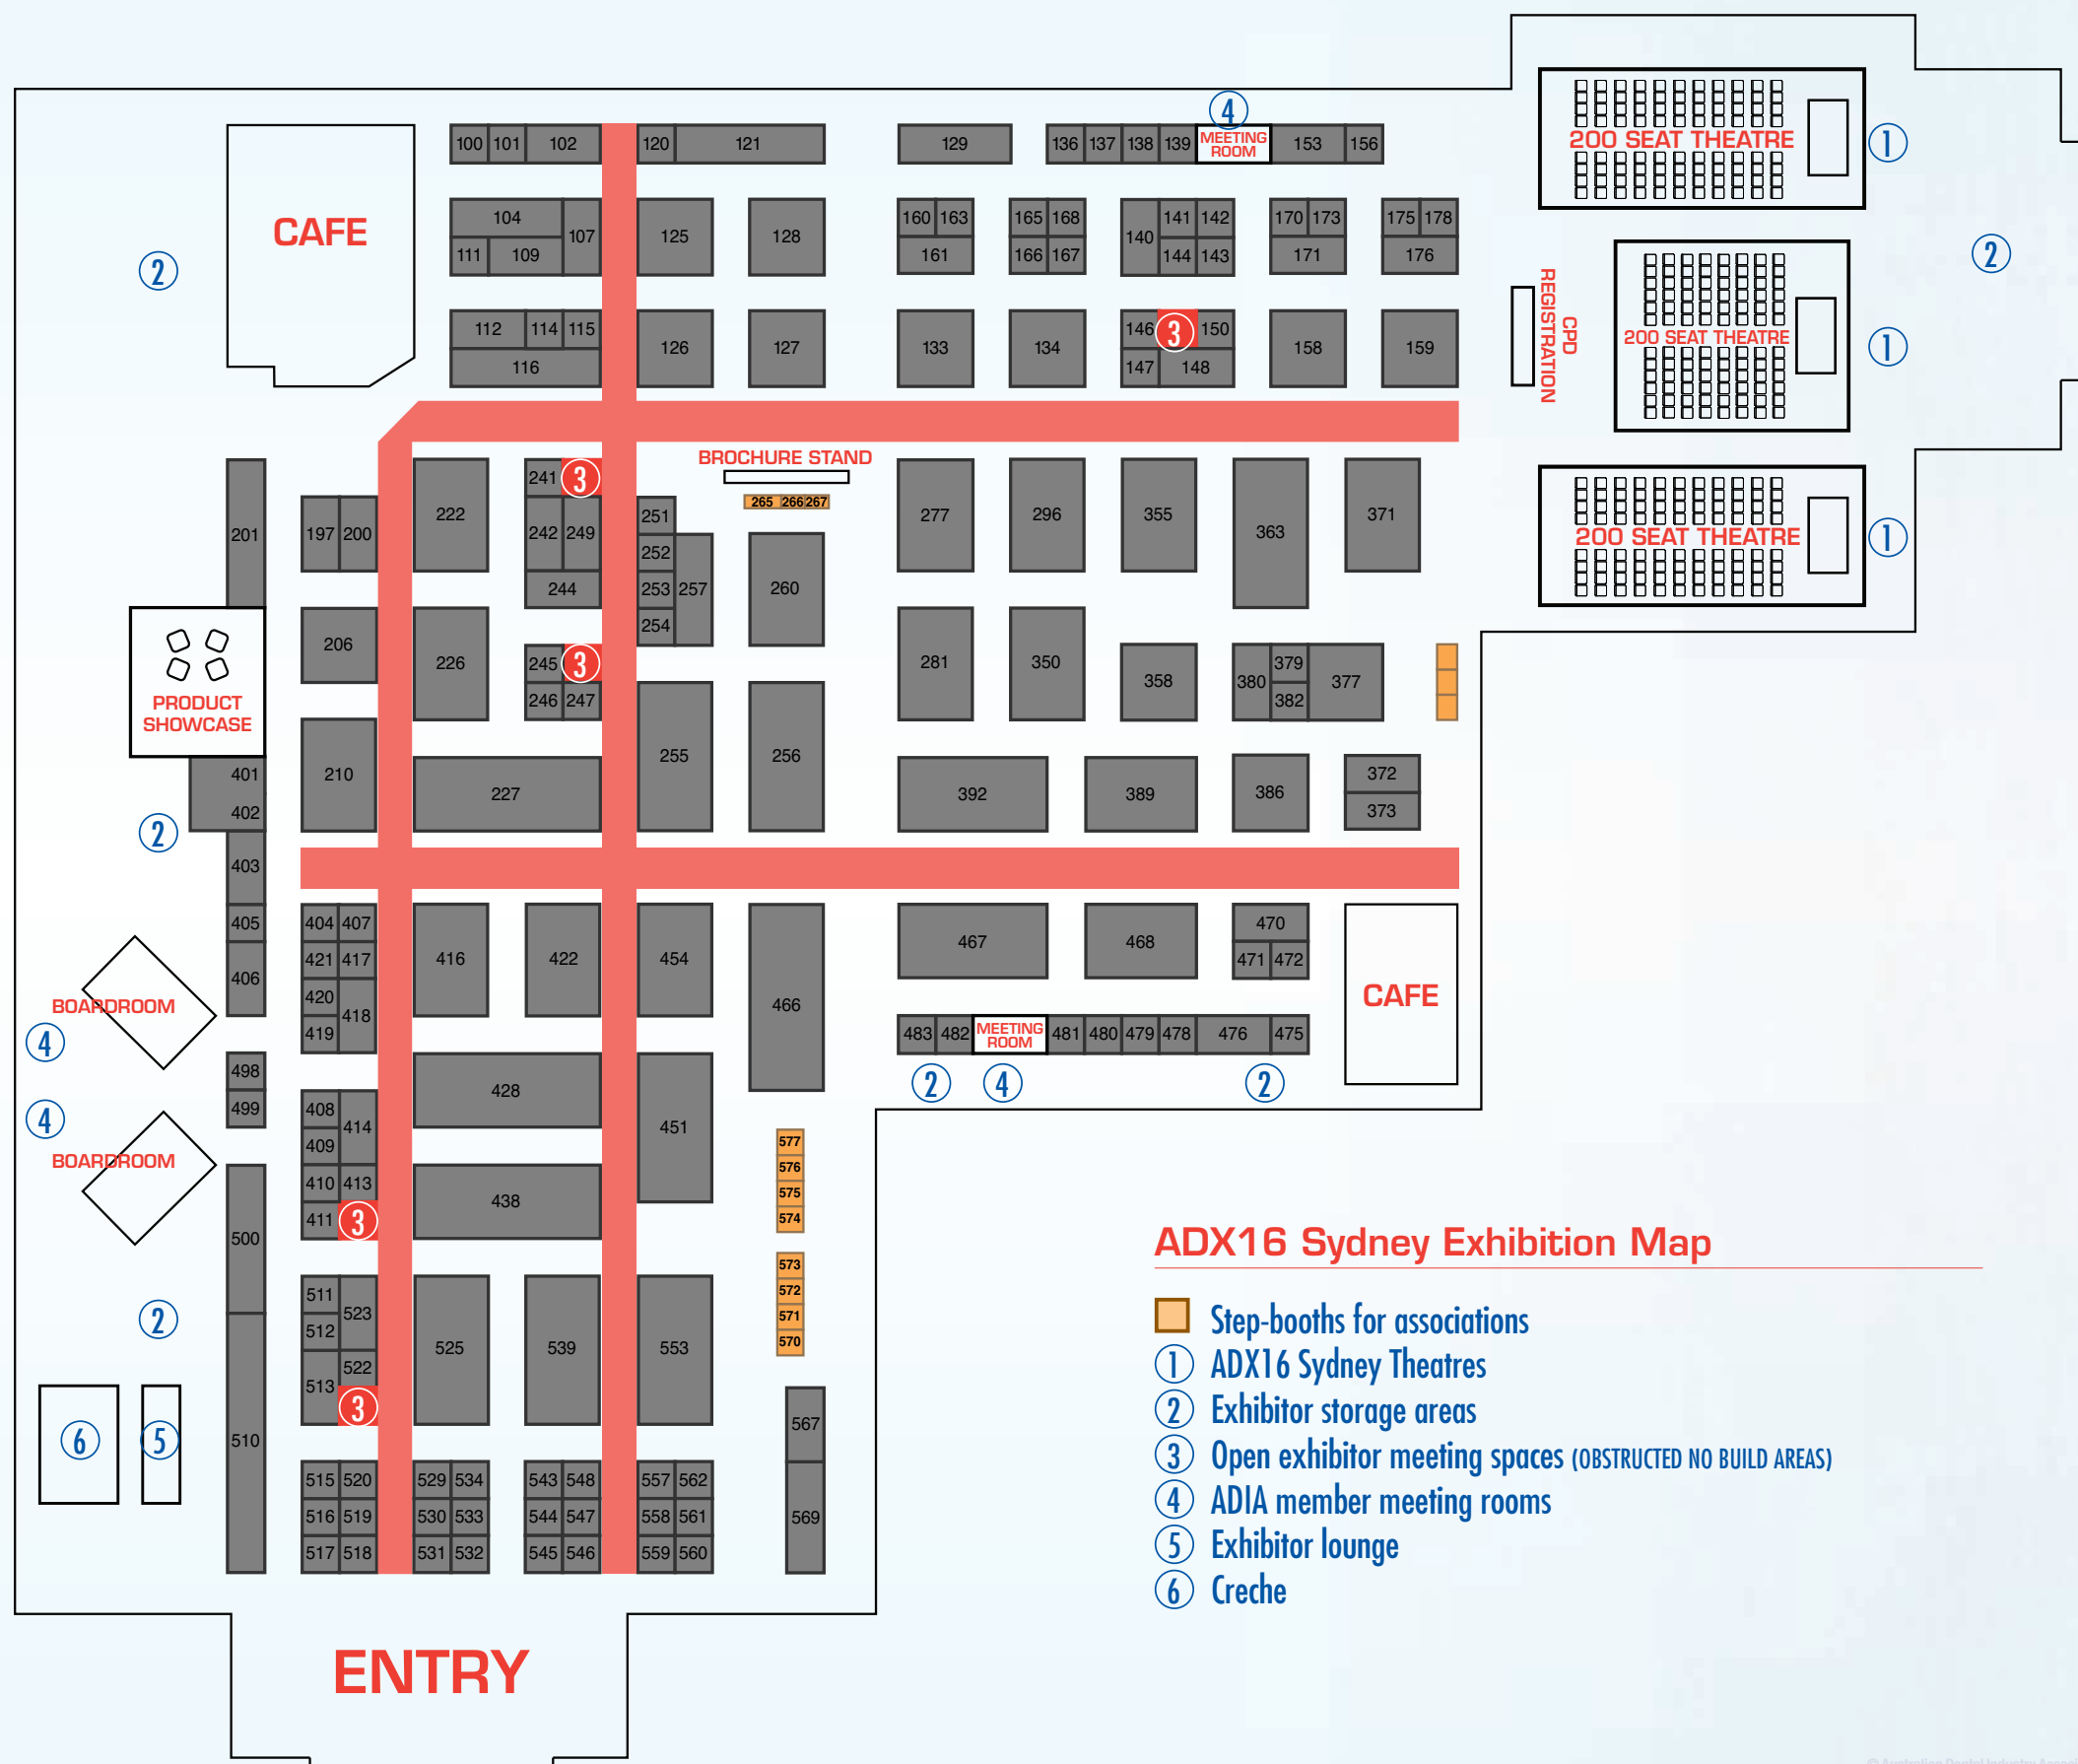 4
100 101 102 120 121 129 136 137 138 139 MEETING ROOM 153 156
200 SEAT THEATRE 1
CAFE
104 107 111 109 125 128 160 163 161 165 168 166 167 140 141 142 144 143 170 173 171 175 178 176
2 2
112 114 115 116 126 127 133 134 146 3 150 147 148 158 159
CPD REGISTRATION
200 SEAT THEATRE 1
BROCHURE STAND
265 266 267
201 197 200 222 241 3 242 249 244 251 252 253 254 257 260 277 296 355 363 371
200 SEAT THEATRE 1
206 226 245 3 246 247 281 350 358 380 379 382 377
PRODUCT
SHOWCASE
401 402 210 227 255 256 392 389 386 372 373
2
403
405 404 407 416 422 454 466 467 468 470
406 421 417 471 472
420 418 419
BOARDROOM
4
CAFE
483 482 MEETING ROOM 481 480 479 478 476 475
2 4 2
498 499 428 451
4
408 414 409
BOARDROOM
410 413 411 3 438
577
576
575
574
500
573
572
571
570
511 523 512 522 513 3 525 539 553
2
6 5 510
567
569
515 520 529 534 543 548 557 562
516 519 530 533 544 547 558 561
517 518 531 532 545 546 559 560
ENTRY
ADX16 Sydney Exhibition Map
Step-booths for associations
1 ADX16 Sydney Theatres
2 Exhibitor storage areas
3 Open exhibitor meeting spaces (OBSTRUCTED NO BUILD AREAS)
4 ADIA member meeting rooms
5 Exhibitor lounge
6 Creche